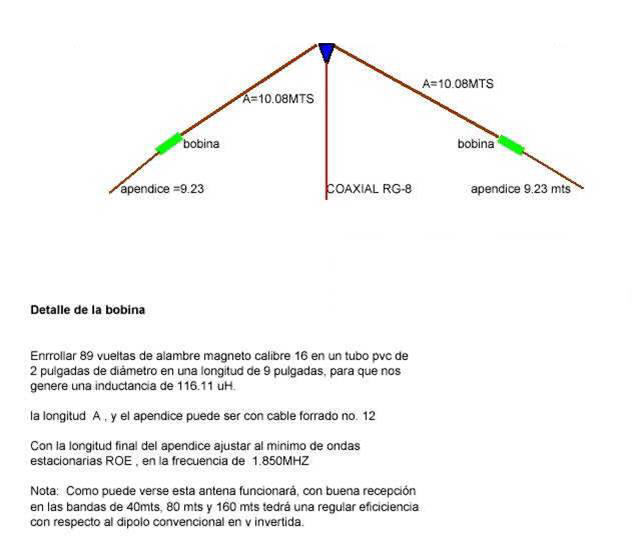 A=10.08MTS
A=10.08MTS
bobina
bobina
apendice =9.23
COAXIAL RG-8
apendice 9.23 mts
Detalle de la bobina
Enrrollar 89 vueltas de alambre magneto calibre 16 en un tubo pvc de
2 pulgadas de diámetro en una longitud de 9 pulgadas, para que nos
genere una inductancia de 116.11 uH.
la longitud A , y el apendice puede ser con cable forrado no. 12
Con la longitud final del apendice ajustar al minimo de ondas
estacionarias ROE , en la frecuencia de 1.850MHZ
Nota: Como puede verse esta antena funcionará, con buena recepción
en las bandas de 40mts, 80 mts y 160 mts tedrá una regular eficiciencia
con respecto al dipolo convencional en v invertida.